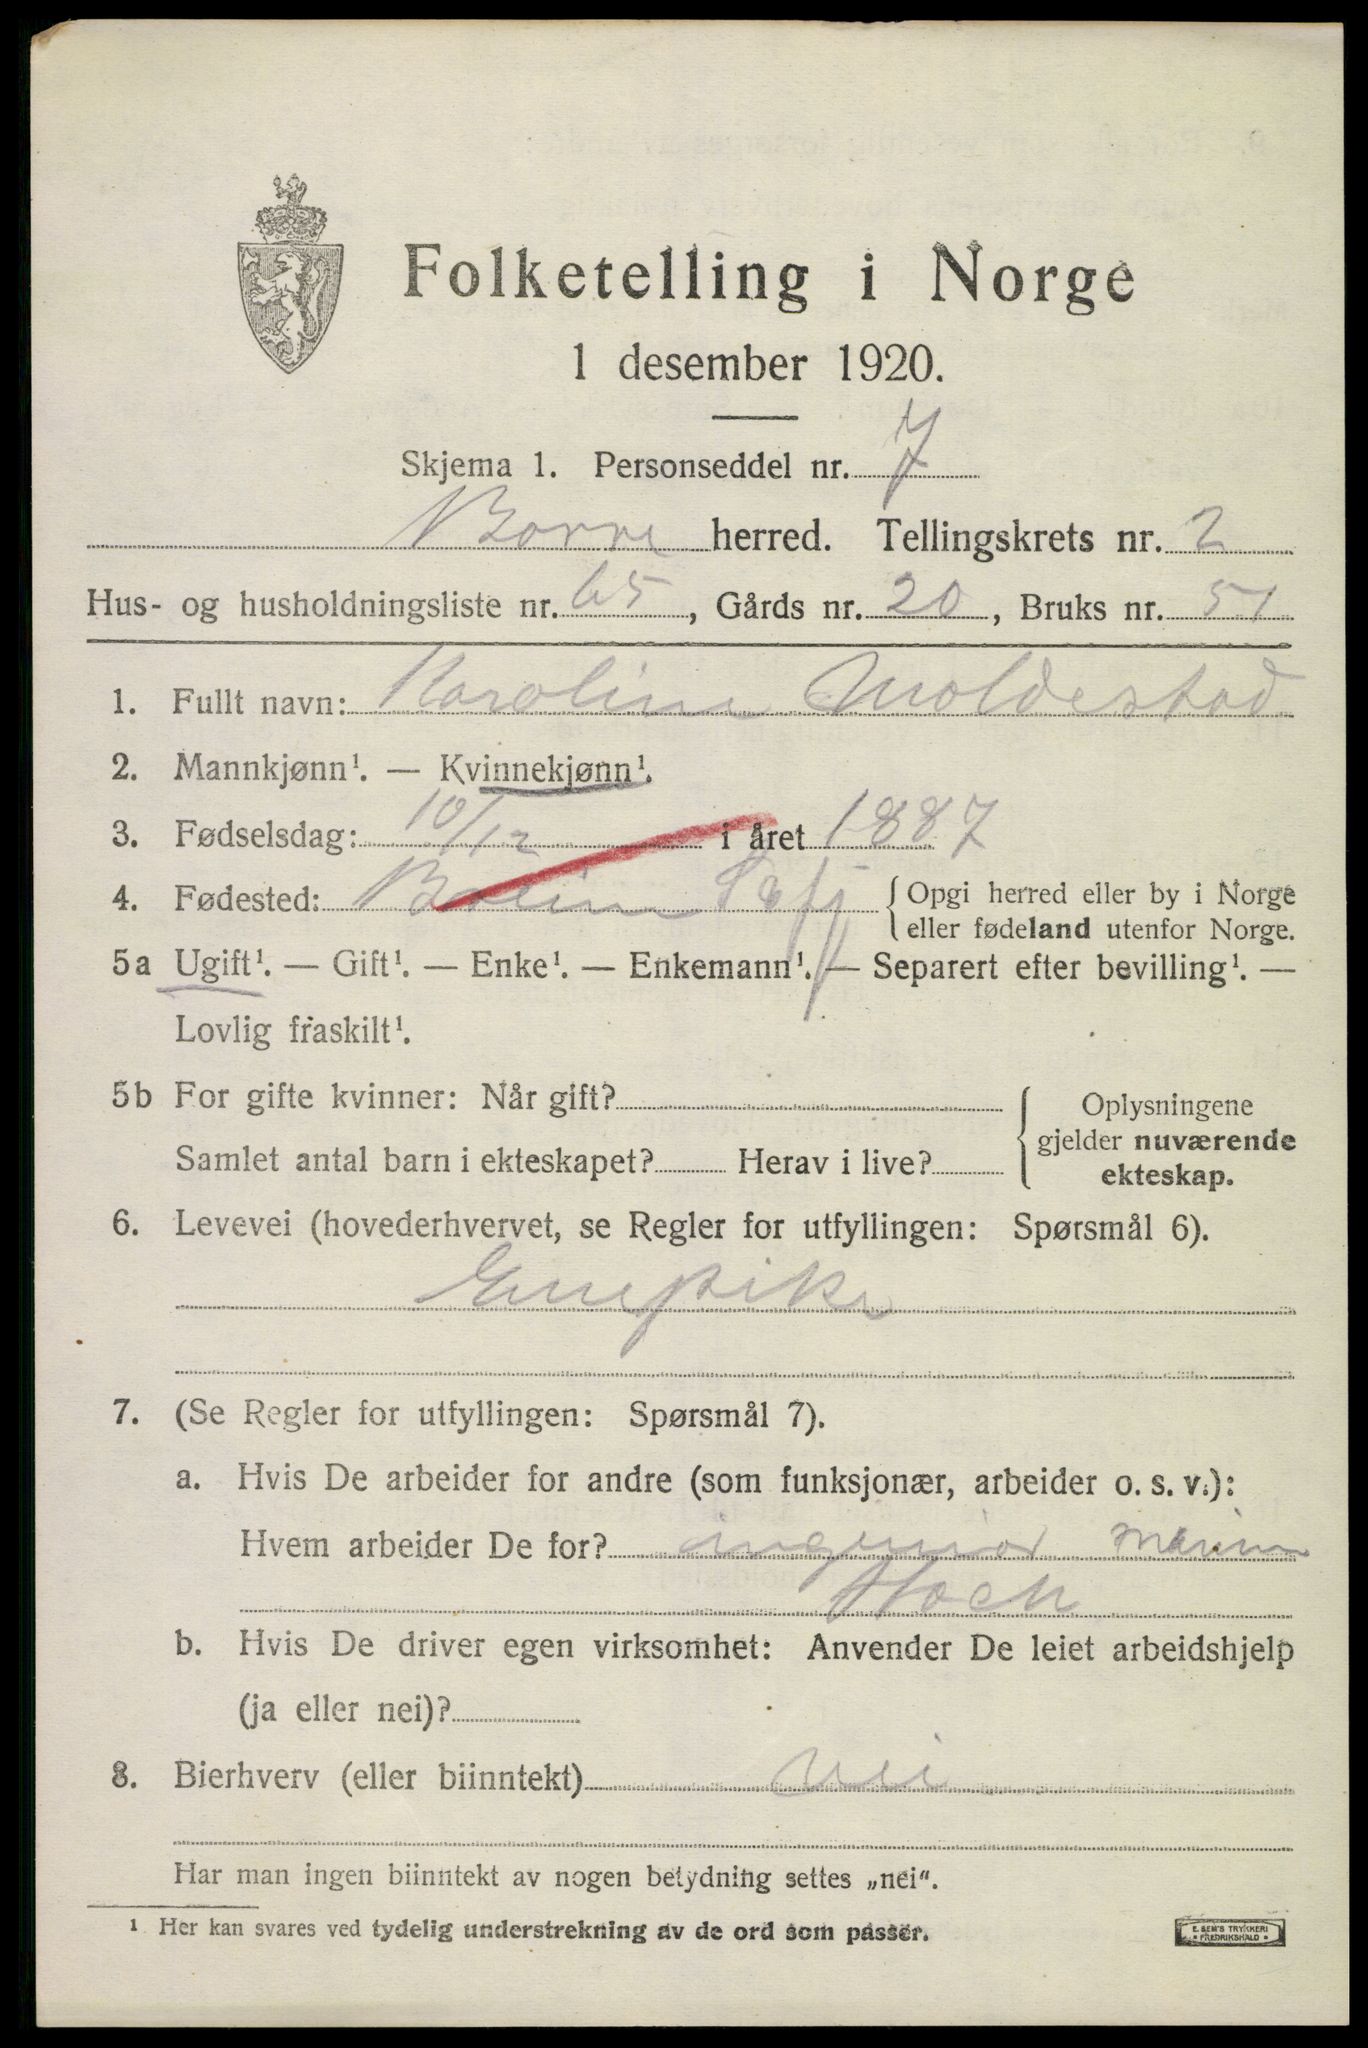 Folketelling i Norge
1 desember 1920.
Skjema 1. Personseddel nr. 7
Borre herred. Tellingskrets nr. 2
Hus- og husholdningsliste nr. 65, Gårds nr. 20, Bruks nr. 51
1. Fullt navn: Karoline Moldestad
2. Mannkjønn¹. — Kvinnekjønn¹.
3. Fødselsdag: 10/12 i året 1887
4. Fødested: { Opgi herred eller by i Norge
eller fødeland utenfor Norge.
5a Ugift¹. — Gift¹. — Enke¹. — Enkemann¹. — Separert efter bevilling¹. —
Lovlig fraskilt¹.
5b For gifte kvinner: Når gift? { Oplysningene
gjelder nuværende
Samlet antal barn i ekteskapet? Herav i live? ekteskap.
6. Levevei (hovederhvervet, se Regler for utfyllingen: Spørsmål 6).
Enepike
7. (Se Regler for utfyllingen: Spørsmål 7).
a. Hvis De arbeider for andre (som funksjonær, arbeider o. s. v.):
Hvem arbeider De for? ingeniør
b. Hvis De driver egen virksomhet: Anvender De leiet arbeidshjelp
(ja eller nei)?
8. Bierhverv (eller biinntekt) nei
Har man ingen biinntekt av nogen betydning settes „nei".
¹ Her kan svares ved tydelig understrekning av de ord som passer.
E. SEM'S TRYKKERI
FREDRIKSHALD